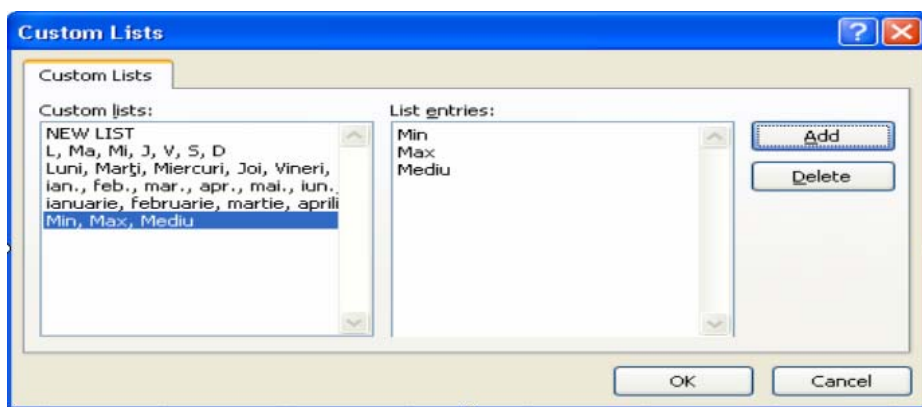 Custom Lists
Custom Lists
Custom lists:
NEW LIST
L, Ma, Mi, J, V, S, D
Luni, Marţi, Miercuri, Joi, Vineri,
ian., feb., mar., apr., mai., iun.,
ianuarie, februarie, martie, aprili
Min, Max, Mediu
List entries:
Min
Max
Mediu
Add
Delete
OK
Cancel